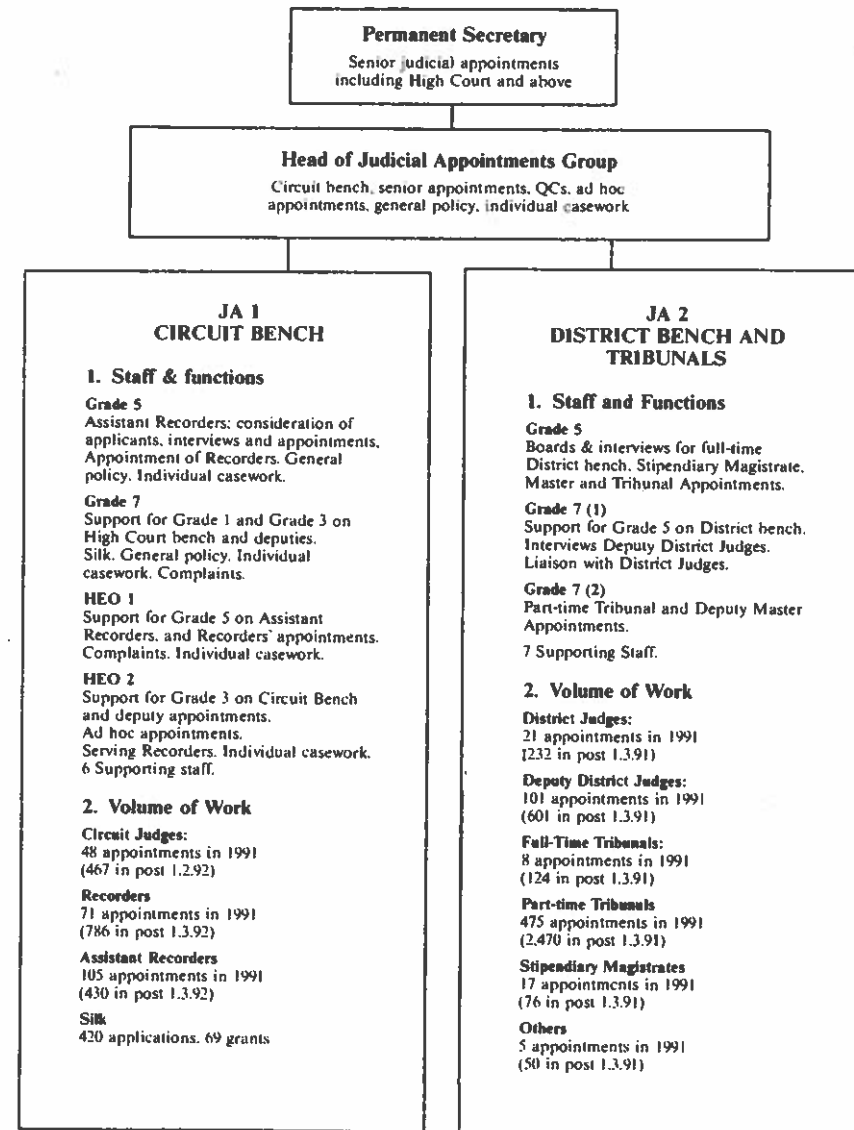 Permanent Secretary
Senior judicial appointments
including High Court and above
Head of Judicial Appointments Group
Circuit bench, senior appointments, QCs, ad hoc
appointments, general policy, individual casework
JA 1
CIRCUIT BENCH
1. Staff & functions
Grade 5
Assistant Recorders: consideration of
applicants, interviews and appointments.
Appointment of Recorders. General
policy. Individual casework.
Grade 7
Support for Grade 1 and Grade 3 on
High Court bench and deputies.
Silk. General policy. Individual
casework. Complaints.
HEO 1
Support for Grade 5 on Assistant
Recorders, and Recorders' appointments.
Complaints. Individual casework.
HEO 2
Support for Grade 3 on Circuit Bench
and deputy appointments.
Ad hoc appointments.
Serving Recorders. Individual casework.
6 Supporting staff.
2. Volume of Work
Circuit Judges:
48 appointments in 1991
(467 in post 1.2.92)
Recorders
71 appointments in 1991
(786 in post 1.3.92)
Assistant Recorders
105 appointments in 1991
(430 in post 1.3.92)
Silk
420 applications. 69 grants
JA 2
DISTRICT BENCH AND
TRIBUNALS
1. Staff and Functions
Grade 5
Boards & interviews for full-time
District bench. Stipendiary Magistrate.
Master and Tribunal Appointments.
Grade 7 (1)
Support for Grade 5 on District bench.
Interviews Deputy District Judges.
Liaison with District Judges.
Grade 7 (2)
Part-time Tribunal and Deputy Master
Appointments.
7 Supporting Staff.
2. Volume of Work
District Judges:
21 appointments in 1991
(232 in post 1.3.91)
Deputy District Judges:
101 appointments in 1991
(601 in post 1.3.91)
Full-Time Tribunals:
8 appointments in 1991
(124 in post 1.3.91)
Part-time Tribunals
475 appointments in 1991
(2,470 in post 1.3.91)
Stipendiary Magistrates
17 appointments in 1991
(76 in post 1.3.91)
Others
5 appointments in 1991
(50 in post 1.3.91)